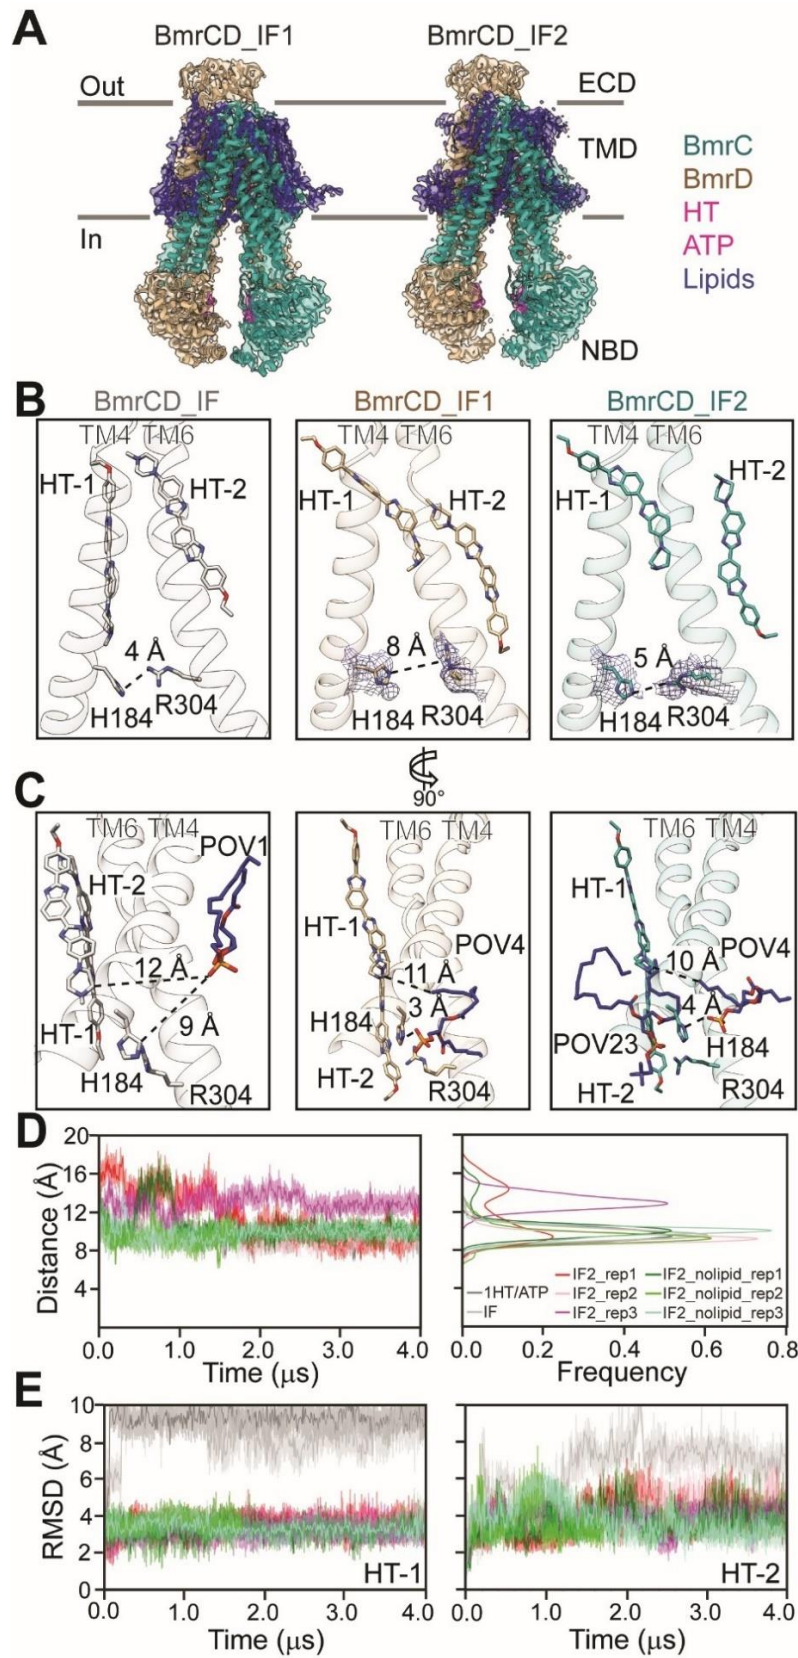 A
BmrCD_IF1 BmrCD_IF2
Out ECD
TMD
BmrC
BmrD
HT
ATP
Lipids
In
NBD
B
BmrCD_IF BmrCD_IF1 BmrCD_IF2
TM4 TM6 TM4 TM6 TM4 TM6
HT-1 HT-2 HT-1 HT-2 HT-1 HT-2
4 Å 8 Å 5 Å
H184 R304 H184 R304 H184 R304
90°
C
TM6 TM4 TM6 TM4 TM6 TM4
POV1
HT-2
12 Å
9 Å
HT-1
H184
R304
HT-1
POV4
11 Å
3 Å
H184
HT-2
R304
HT-1
10 Å
POV4
4 Å
POV23
H184
HT-2
R304
D
20
16
12
8
4
Distance (Å)
0.0 1.0 2.0 3.0 4.0
Time (μs)
1HT/ATP
IF
IF2_rep1
IF2_rep2
IF2_rep3
IF2_nolipid_rep1
IF2_nolipid_rep2
IF2_nolipid_rep3
0.0 0.2 0.4 0.6 0.8
Frequency
E
10
8
6
4
2
0
RMSD (Å)
HT-1
0.0 1.0 2.0 3.0 4.0
Time (μs)
HT-2
0.0 1.0 2.0 3.0 4.0
Time (μs)